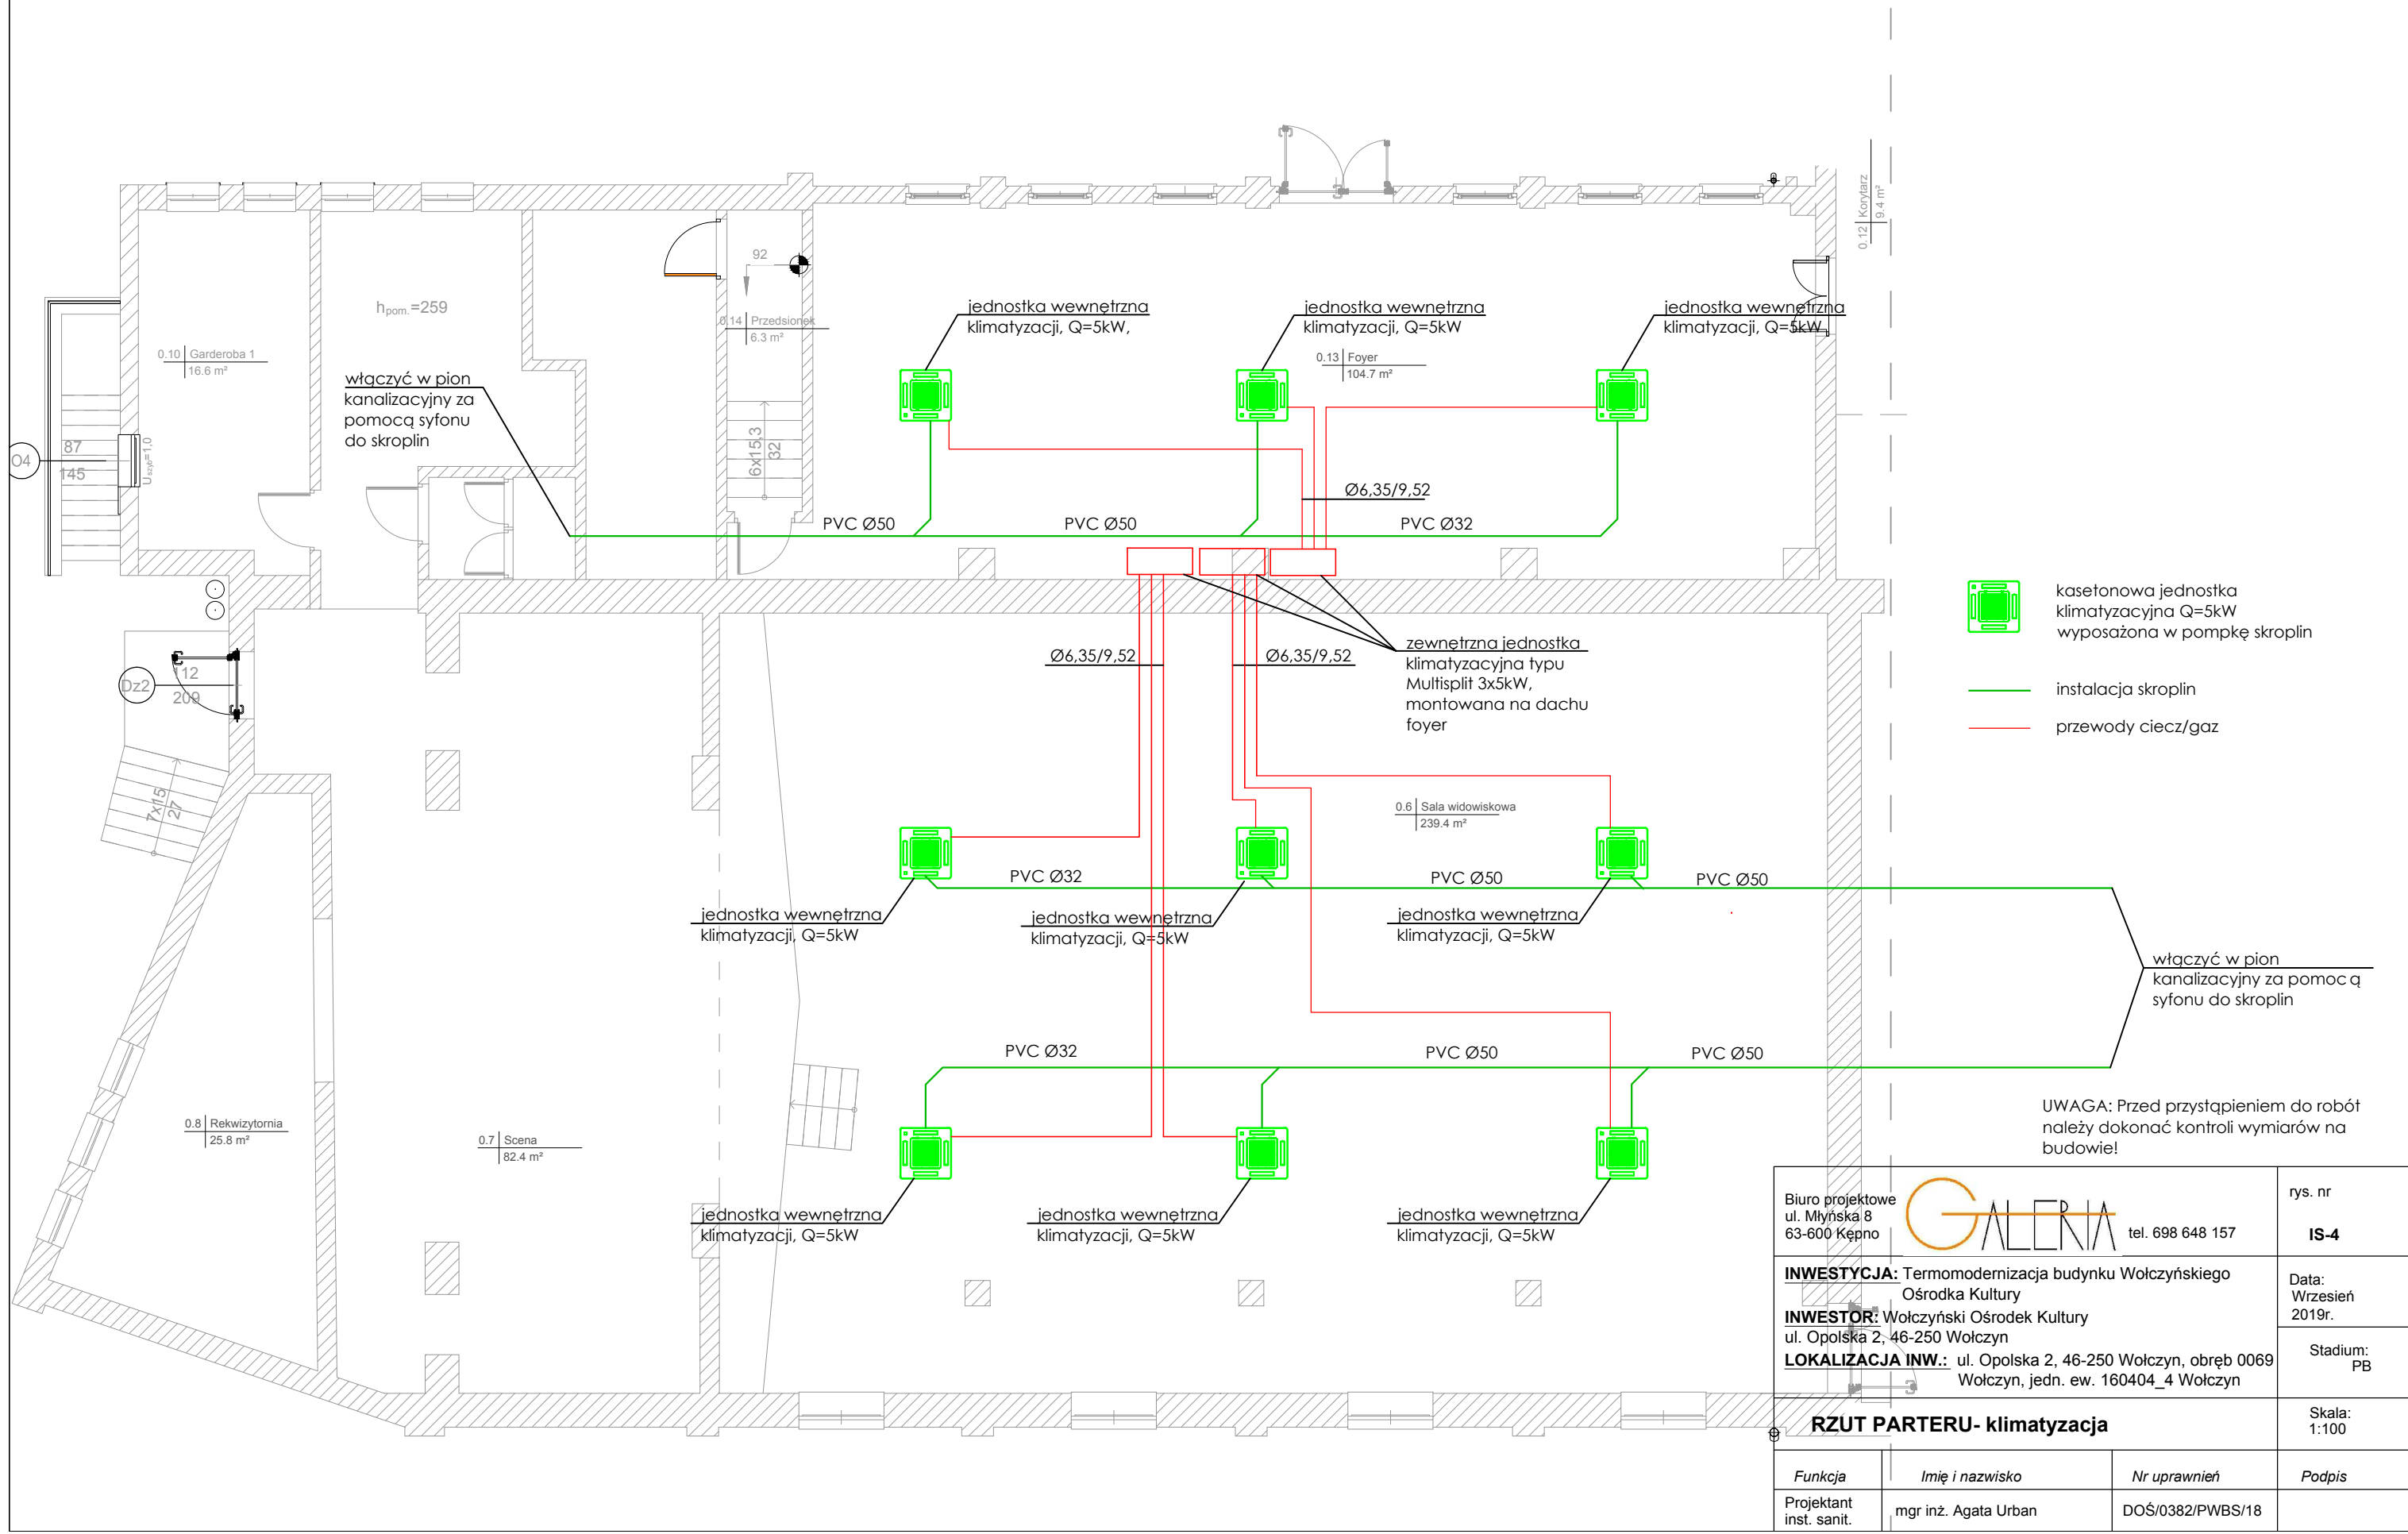 0.12 Korytarz
9.4 m²
92
jednostka wewnętrzna
klimatyzacji, Q=5kW,
jednostka wewnętrzna
klimatyzacji, Q=5kW
jednostka wewnętrzna
klimatyzacji, Q=5kW
hpom.=259
0.14 Przedsionek
6.3 m²
0.10 Garderoba 1
16.6 m²
0.13 Foyer
104.7 m²
włączyć w pion
kanalizacyjny za
pomocą syfonu
do skroplin
O4
87
145
Uszyb=1,0
6x15,3
32
Ø6,35/9,52
PVC Ø50
PVC Ø50
PVC Ø32
kasetonowa jednostka
klimatyzacyjna Q=5kW
wyposażona w pompkę skroplin
instalacja skroplin
przewody ciecz/gaz
Dz2
112
209
Ø6,35/9,52
Ø6,35/9,52
zewnętrzna jednostka
klimatyzacyjna typu
Multisplit 3x5kW,
montowana na dachu
foyer
7x15
27
0.6 Sala widowiskowa
239.4 m²
PVC Ø32
PVC Ø50
PVC Ø50
jednostka wewnętrzna
klimatyzacji, Q=5kW
jednostka wewnętrzna
klimatyzacji, Q=5kW
jednostka wewnętrzna
klimatyzacji, Q=5kW
włączyć w pion
kanalizacyjny za pomocą
syfonu do skroplin
PVC Ø32
PVC Ø50
PVC Ø50
0.8 Rekwizytornia
25.8 m²
0.7 Scena
82.4 m²
jednostka wewnętrzna
klimatyzacji, Q=5kW
jednostka wewnętrzna
klimatyzacji, Q=5kW
jednostka wewnętrzna
klimatyzacji, Q=5kW
UWAGA: Przed przystąpieniem do robót
należy dokonać kontroli wymiarów na
budowie!
Biuro projektowe
ul. Młyńska 8
63-600 Kępno
GALERIA
tel. 698 648 157
rys. nr
IS-4
INWESTYCJA: Termomodernizacja budynku Wołczyńskiego
Ośrodka Kultury
INWESTOR: Wołczyński Ośrodek Kultury
ul. Opolska 2, 46-250 Wołczyn
LOKALIZACJA INW.: ul. Opolska 2, 46-250 Wołczyn, obręb 0069
Wołczyn, jedn. ew. 160404_4 Wołczyn
Data:
Wrzesień
2019r.
Stadium:
PB
RZUT PARTERU- klimatyzacja
Skala:
1:100
Funkcja Imię i nazwisko Nr uprawnień Podpis
Projektant
inst. sanit.
mgr inż. Agata Urban
DOŚ/0382/PWBS/18